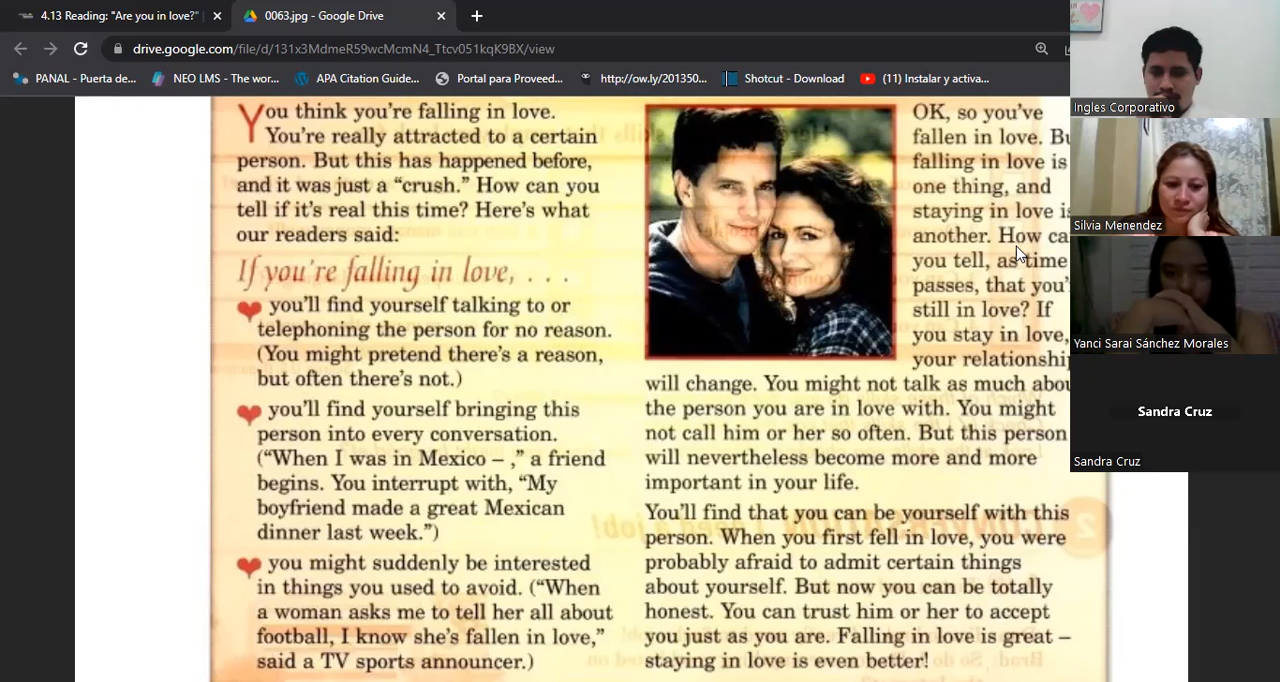 4.13 Reading: "Are you in love?"
0063.jpg - Google Drive
drive.google.com/file/d/131x3MdmeR59wcMcmN4_Ttcv051kqK9BX/view
PANAL - Puerta de...
NEO LMS - The wor...
APA Citation Guide...
Portal para Proveed...
http://ow.ly/201350...
Shotcut - Download
(11) Instalar y activa...
You think you're falling in love.
You're really attracted to a certain
person. But this has happened before,
and it was just a "crush." How can you
tell if it's real this time? Here's what
our readers said:
If you're falling in love, . . .
you'll find yourself talking to or
telephoning the person for no reason.
(You might pretend there's a reason,
but often there's not.)
you'll find yourself bringing this
person into every conversation.
("When I was in Mexico – ," a friend
begins. You interrupt with, "My
boyfriend made a great Mexican
dinner last week.")
you might suddenly be interested
in things you used to avoid. ("When
a woman asks me to tell her all about
football, I know she's fallen in love,"
said a TV sports announcer.)
OK, so you've
fallen in love. Bu
falling in love is
one thing, and
staying in love is
another. How ca
you tell, as time
passes, that you'
still in love? If
you stay in love,
your relationshi
will change. You might not talk as much abou
the person you are in love with. You might
not call him or her so often. But this person
will nevertheless become more and more
important in your life.
You'll find that you can be yourself with this
person. When you first fell in love, you were
probably afraid to admit certain things
about yourself. But now you can be totally
honest. You can trust him or her to accept
you just as you are. Falling in love is great –
staying in love is even better!
Ingles Corporativo
Silvia Menendez
Yanci Sarai Sánchez Morales
Sandra Cruz
Sandra Cruz